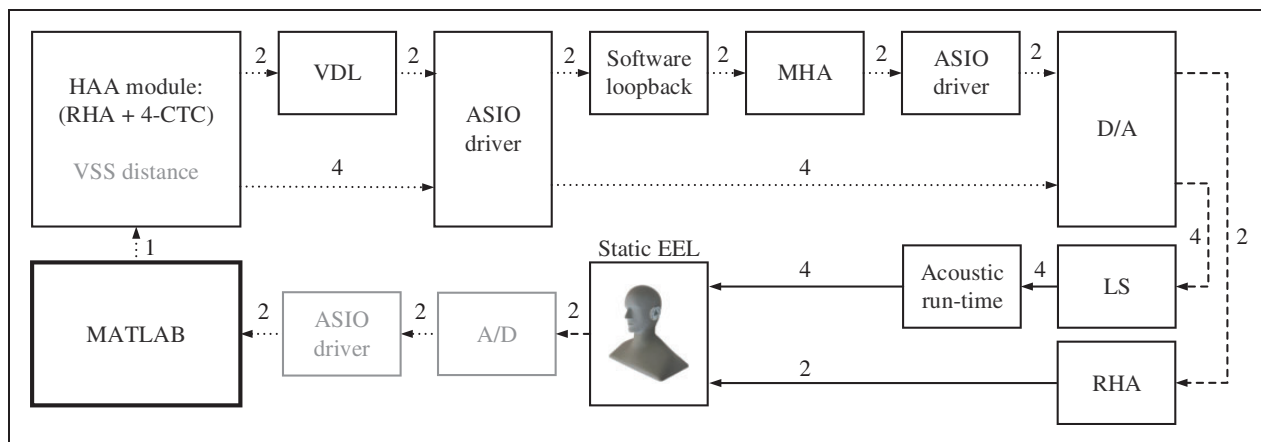 HAA module:
(RHA + 4-CTC)
VSS distance
2
VDL
2
4
ASIO
driver
2
Software
loopback
2
MHA
2
ASIO
driver
2
4
D/A
4
2
1
MATLAB
2
ASIO
driver
2
A/D
2
Static EEL
4
Acoustic
run-time
4
LS
2
RHA